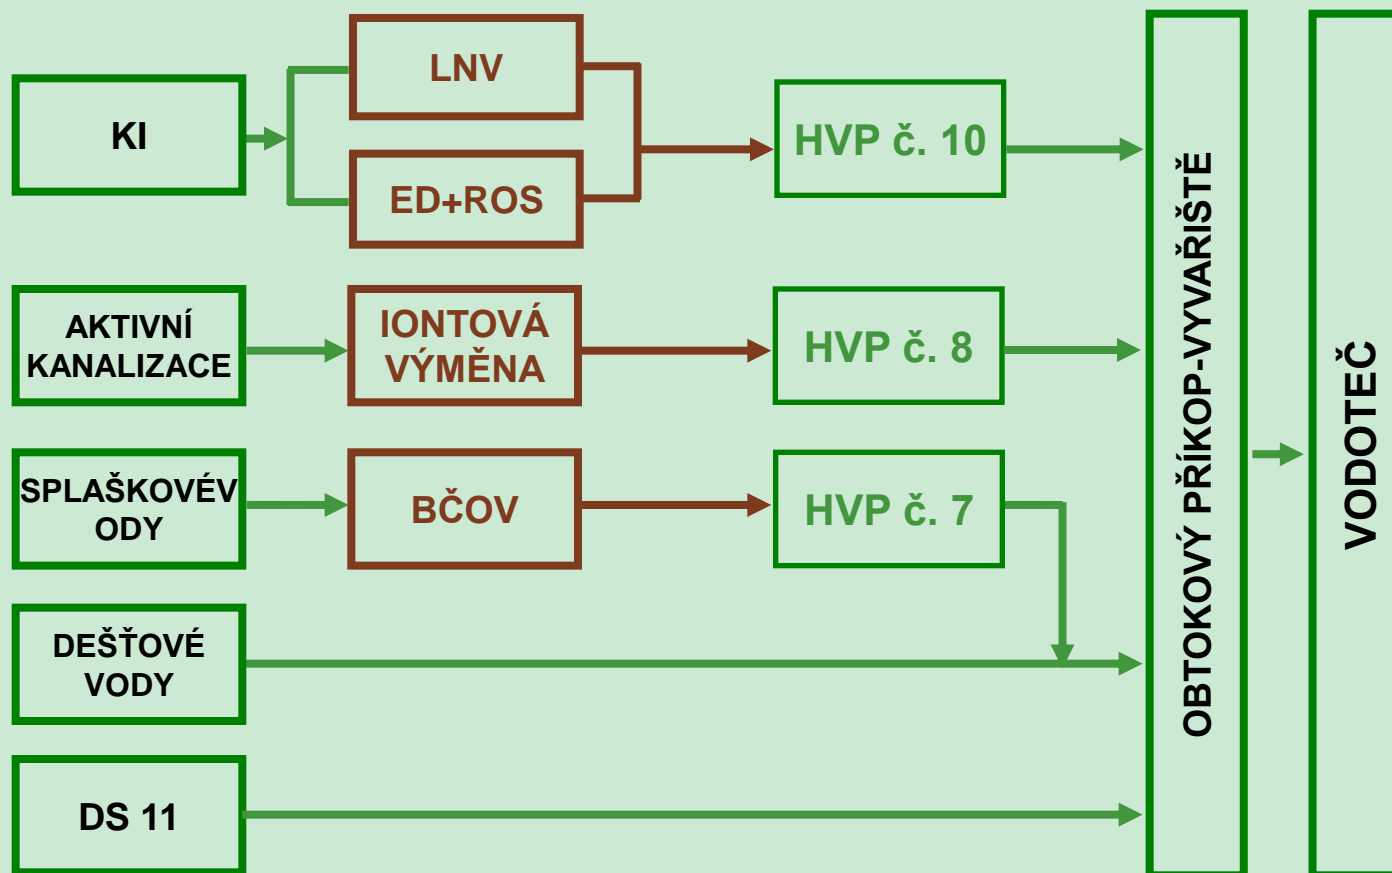 KI
LNV
ED+ROS
HVP č. 10
AKTIVNÍ
KANALIZACE
IONTOVÁ
VÝMĚNA
HVP č. 8
SPLAŠKOVÉV
ODY
BČOV
HVP č. 7
DEŠŤOVÉ
VODY
DS 11
OBTOKOVÝ PŘÍKOP-VYVAŘIŠTĚ
VODOTEČ